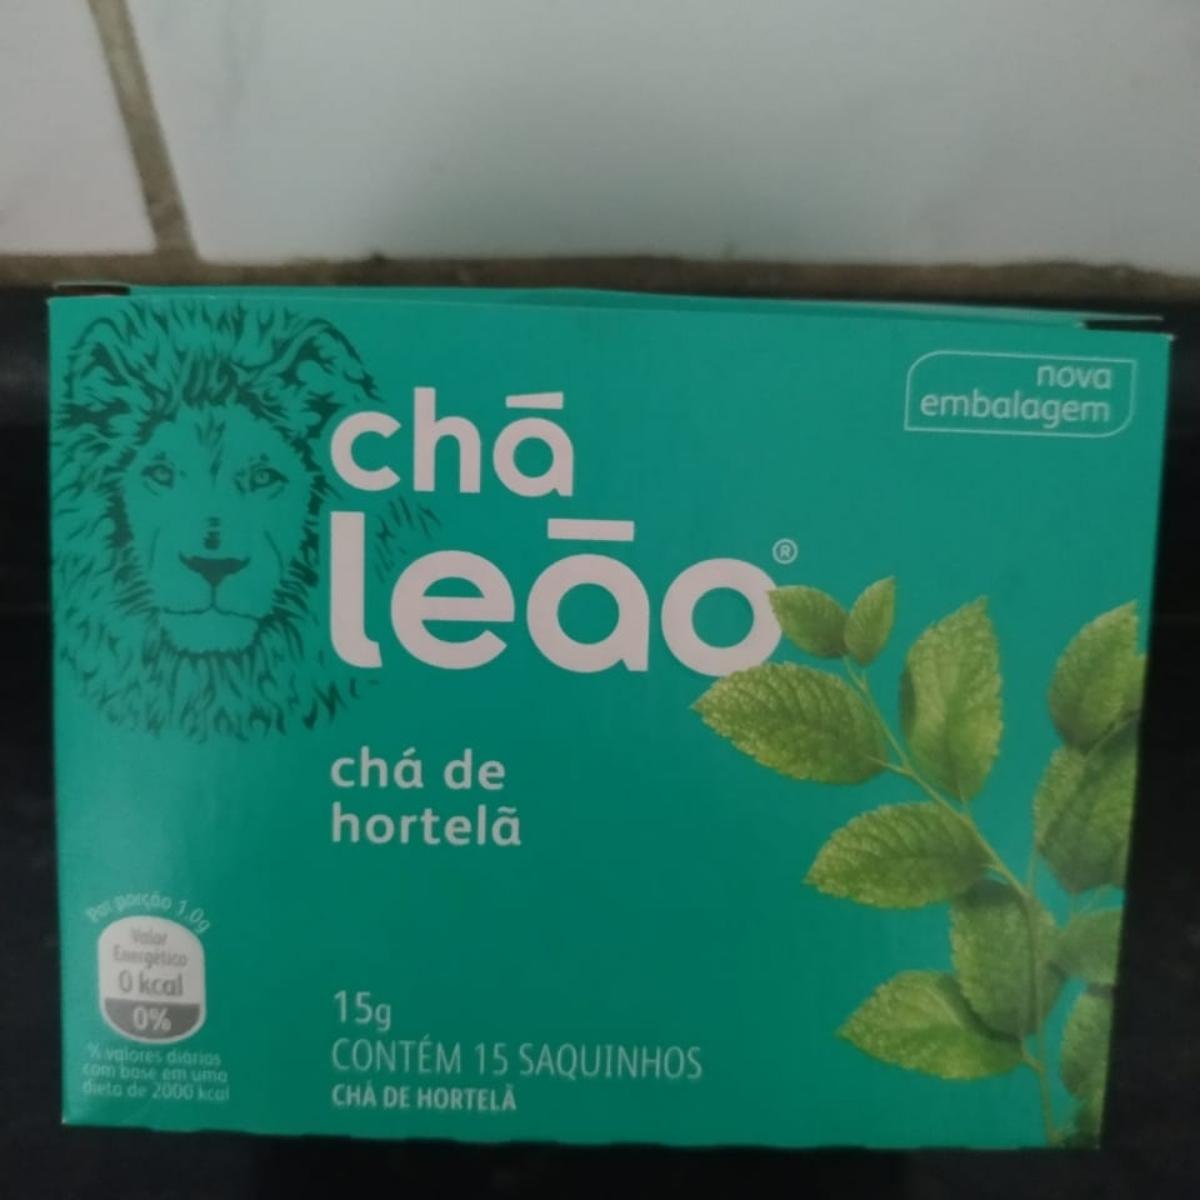 nova
embalagem
chá
leão®
chá de
hortelã
Por porção 1.0g
Valor
Energético
0 kcal
0%
% valores diários
com base em uma
dieta de 2000 kcal
15g
CONTÉM 15 SAQUINHOS
CHÁ DE HORTELÃ